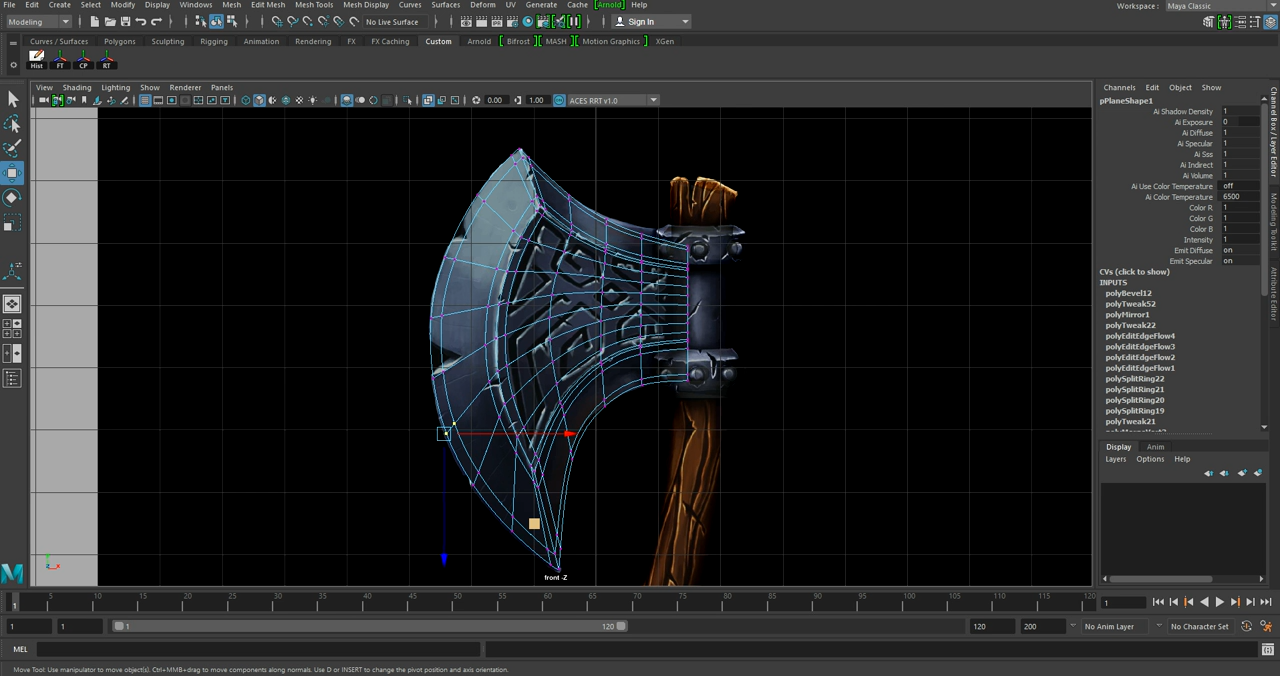 File Edit Create Select Modify Display Windows Mesh Edit Mesh Mesh Tools Mesh Display Curves Surfaces Deform UV Generate Cache [Arnold] Help
Workspace : Maya Classic
Modeling No Live Surface Sign In
Curves / Surfaces Polygons Sculpting Rigging Animation Rendering FX FX Caching Custom Arnold Bifrost MASH Motion Graphics XGen
Hist FT CP RT
View Shading Lighting Show Renderer Panels
0.00 1.00 ACES RRT v1.0
Channels Edit Object Show
pPlaneShape1
Ai Shadow Density 1
Ai Exposure 0
Ai Diffuse 1
Ai Specular 1
Ai Sss 1
Ai Indirect 1
Ai Volume 1
Ai Use Color Temperature off
Ai Color Temperature 6500
Color R 1
Color G 1
Color B 1
Intensity 1
Emit Diffuse on
Emit Specular on
CVs (click to show)
INPUTS
polyBevel12
polyTweak52
polyMirror1
polyTweak22
polyEditEdgeFlow4
polyEditEdgeFlow3
polyEditEdgeFlow2
polyEditEdgeFlow1
polySplitRing22
polySplitRing21
polySplitRing20
polySplitRing19
polyTweak21
Channel Box / Layer Editor
Modeling Toolkit
Attribute Editor
Display Anim
Layers Options Help
front -Z
5 10 15 20 25 30 35 40 45 50 55 60 65 70 75 80 85 90 95 100 105 110 115 120
1 1
1 1 1 120 120 200 No Anim Layer No Character Set
MEL
Move Tool: Use manipulator to move object(s). Ctrl+MMB+drag to move components along normals. Use D or INSERT to change the pivot position and axis orientation.